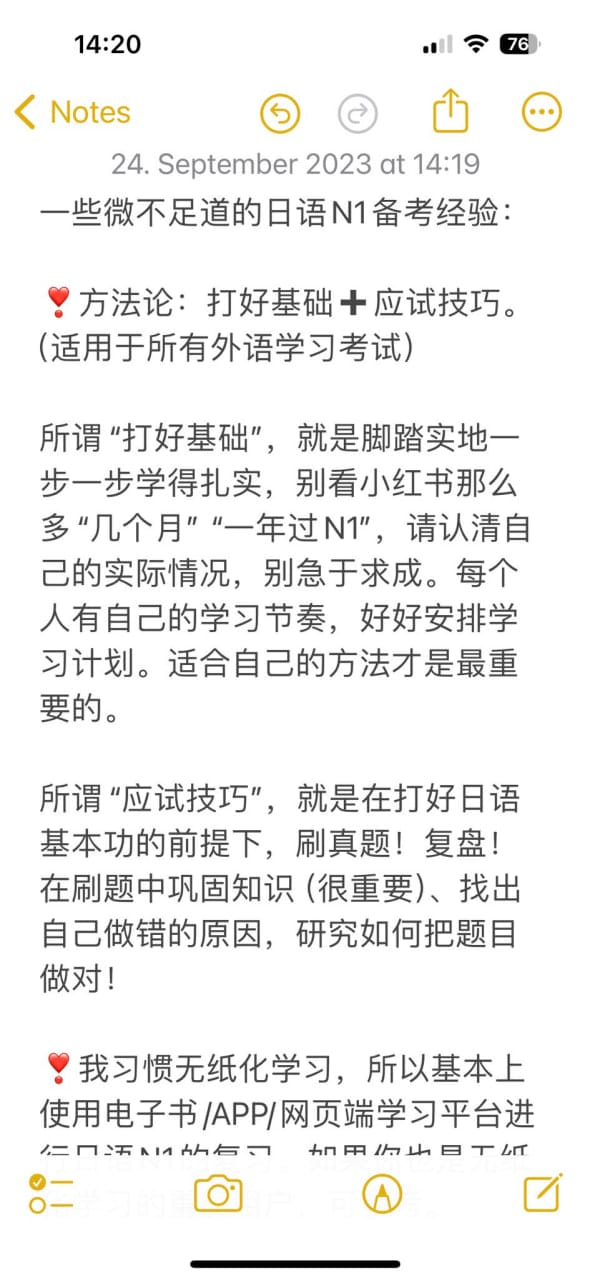 14:20
76
Notes
24. September 2023 at 14:19
一些微不足道的日语N1备考经验：
❣️方法论：打好基础➕应试技巧。
（适用于所有外语学习考试）
所谓“打好基础”，就是脚踏实地一
步一步学得扎实，别看小红书那么
多“几个月”“一年过N1”，请认清自
己的实际情况，别急于求成。每个
人有自己的学习节奏，好好安排学
习计划。适合自己的方法才是最重
要的。
所谓“应试技巧”，就是在打好日语
基本功的前提下，刷真题！复盘！
在刷题中巩固知识（很重要）、找出
自己做错的原因，研究如何把题目
做对！
❣️我习惯无纸化学习，所以基本上
使用电子书/APP/网页端学习平台进
行日语N1的复习。如果你也是无纸
化学习的重